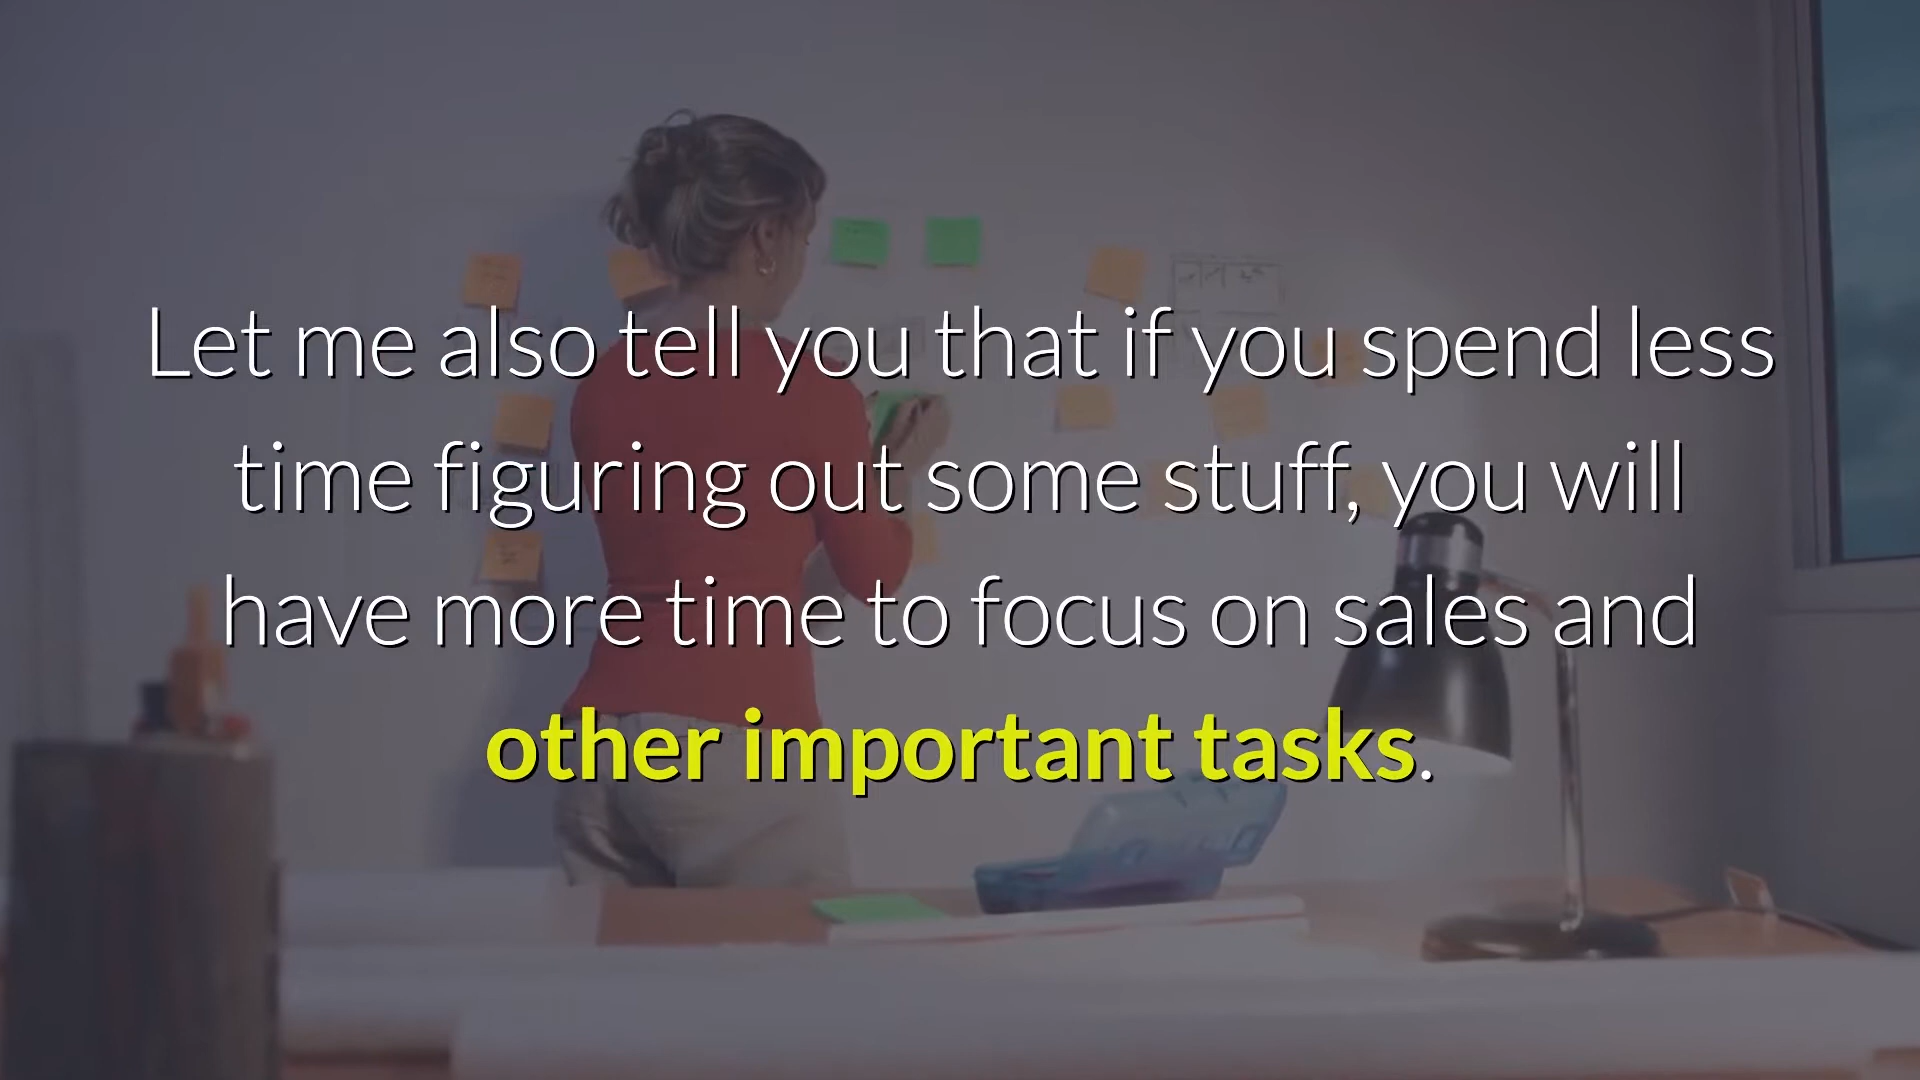 Let me also tell you that if you spend less
time figuring out some stuff, you will
have more time to focus on sales and
other important tasks.